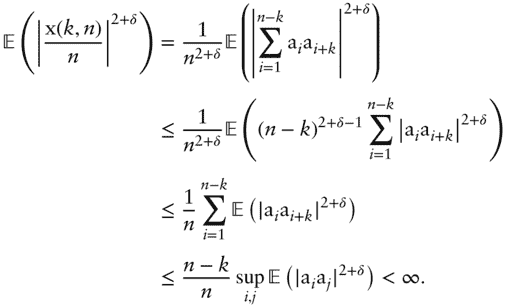 𝔼(|x(k, n)/n|^{2+δ}) = 1/n^{2+δ} 𝔼(|∑_{i=1}^{n−k} a_i a_{i+k}|^{2+δ})
≤ 1/n^{2+δ} 𝔼((n − k)^{2+δ−1} ∑_{i=1}^{n−k} |a_i a_{i+k}|^{2+δ})
≤ 1/n ∑_{i=1}^{n−k} 𝔼(|a_i a_{i+k}|^{2+δ})
≤ n − k/n sup_{i,j} 𝔼(|a_i a_j|^{2+δ}) < ∞.